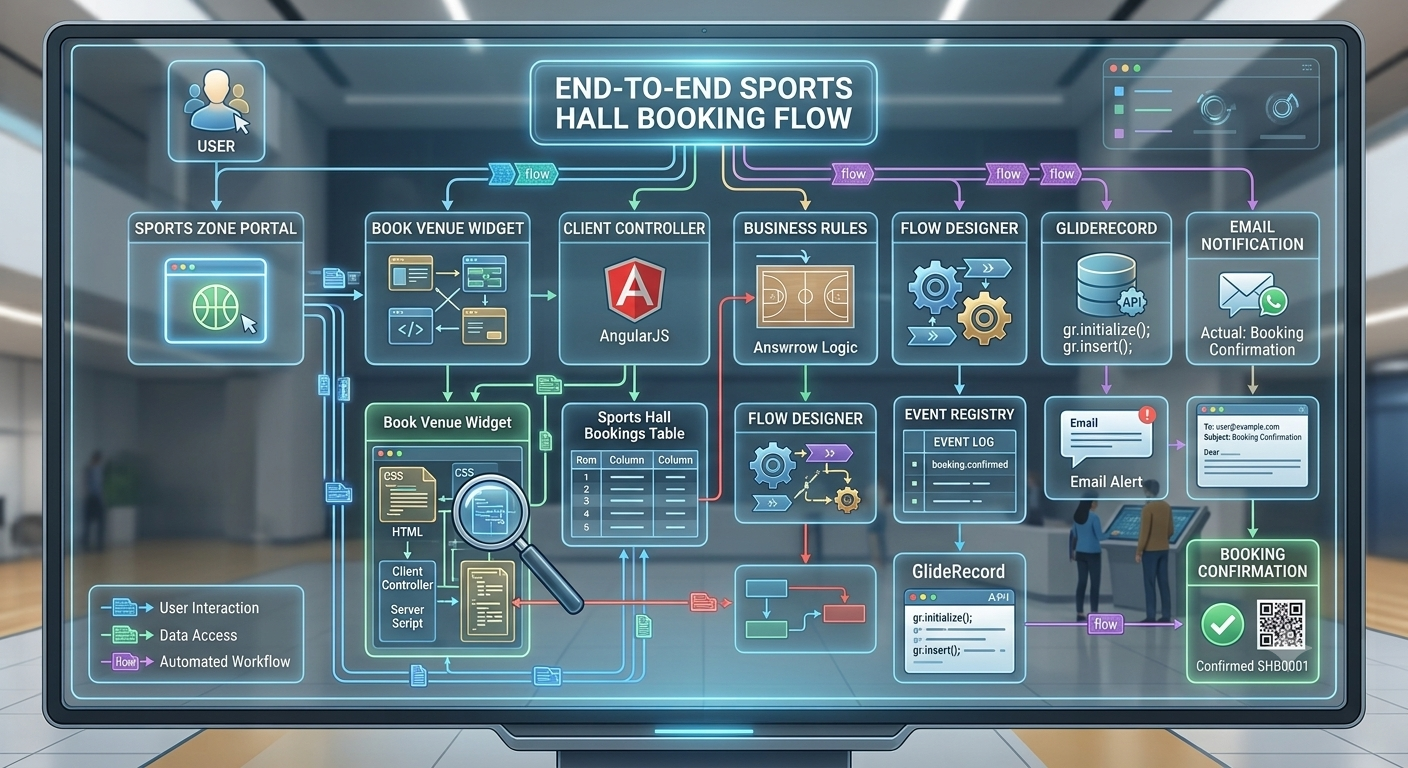 END-TO-END SPORTS
HALL BOOKING FLOW
USER
flow
flow
flow
flow
SPORTS ZONE PORTAL
BOOK VENUE WIDGET
</>
CLIENT CONTROLLER
AngularJS
BUSINESS RULES
Answrrow Logic
FLOW DESIGNER
GLIDERECORD
API
gr.initialize();
gr.insert();
EMAIL
NOTIFICATION
Actual: Booking
Confirmation
Book Venue Widget
CSS
CSS
HTML
Client
Controller
Server
Script
Sports Hall
Bookings Table
Rom Column Column
1
2
3
4
5
FLOW DESIGNER
EVENT REGISTRY
EVENT LOG
booking.confirmed
Email
!
Email Alert
To: user@example.com
Subject: Booking Confirmation
Dear
GlideRecord
API
gr.initialize();
gr.insert();
flow
BOOKING
CONFIRMATION
Confirmed SHB0001
User Interaction
Data Access
Automated Workflow